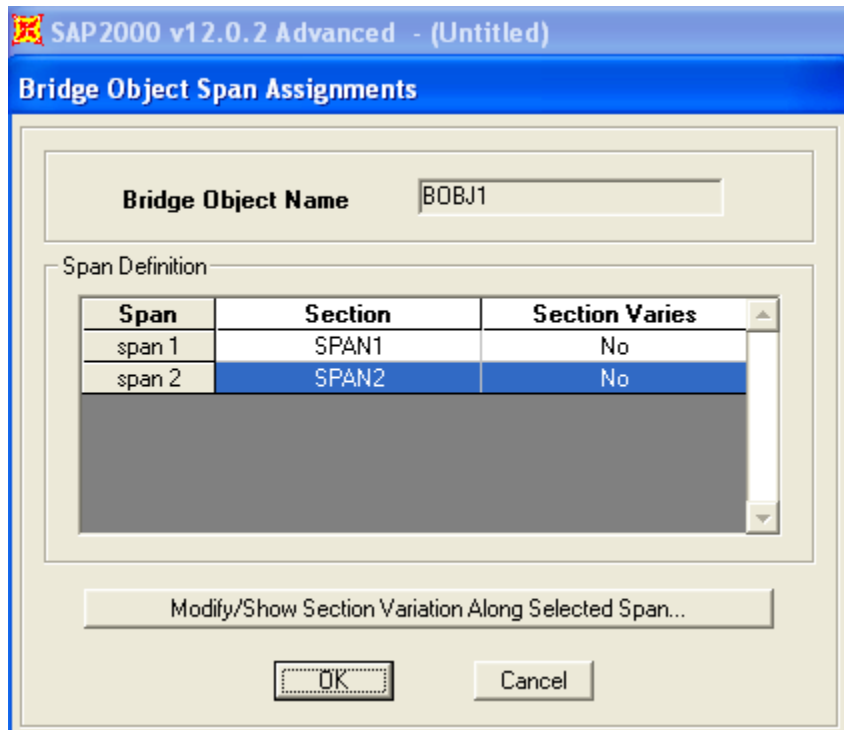 SAP2000 v12.0.2 Advanced - (Untitled)
Bridge Object Span Assignments
Bridge Object Name BOBJ1
Span Definition
Span Section Section Varies
span 1 SPAN1 No
span 2 SPAN2 No
Modify/Show Section Variation Along Selected Span...
OK Cancel